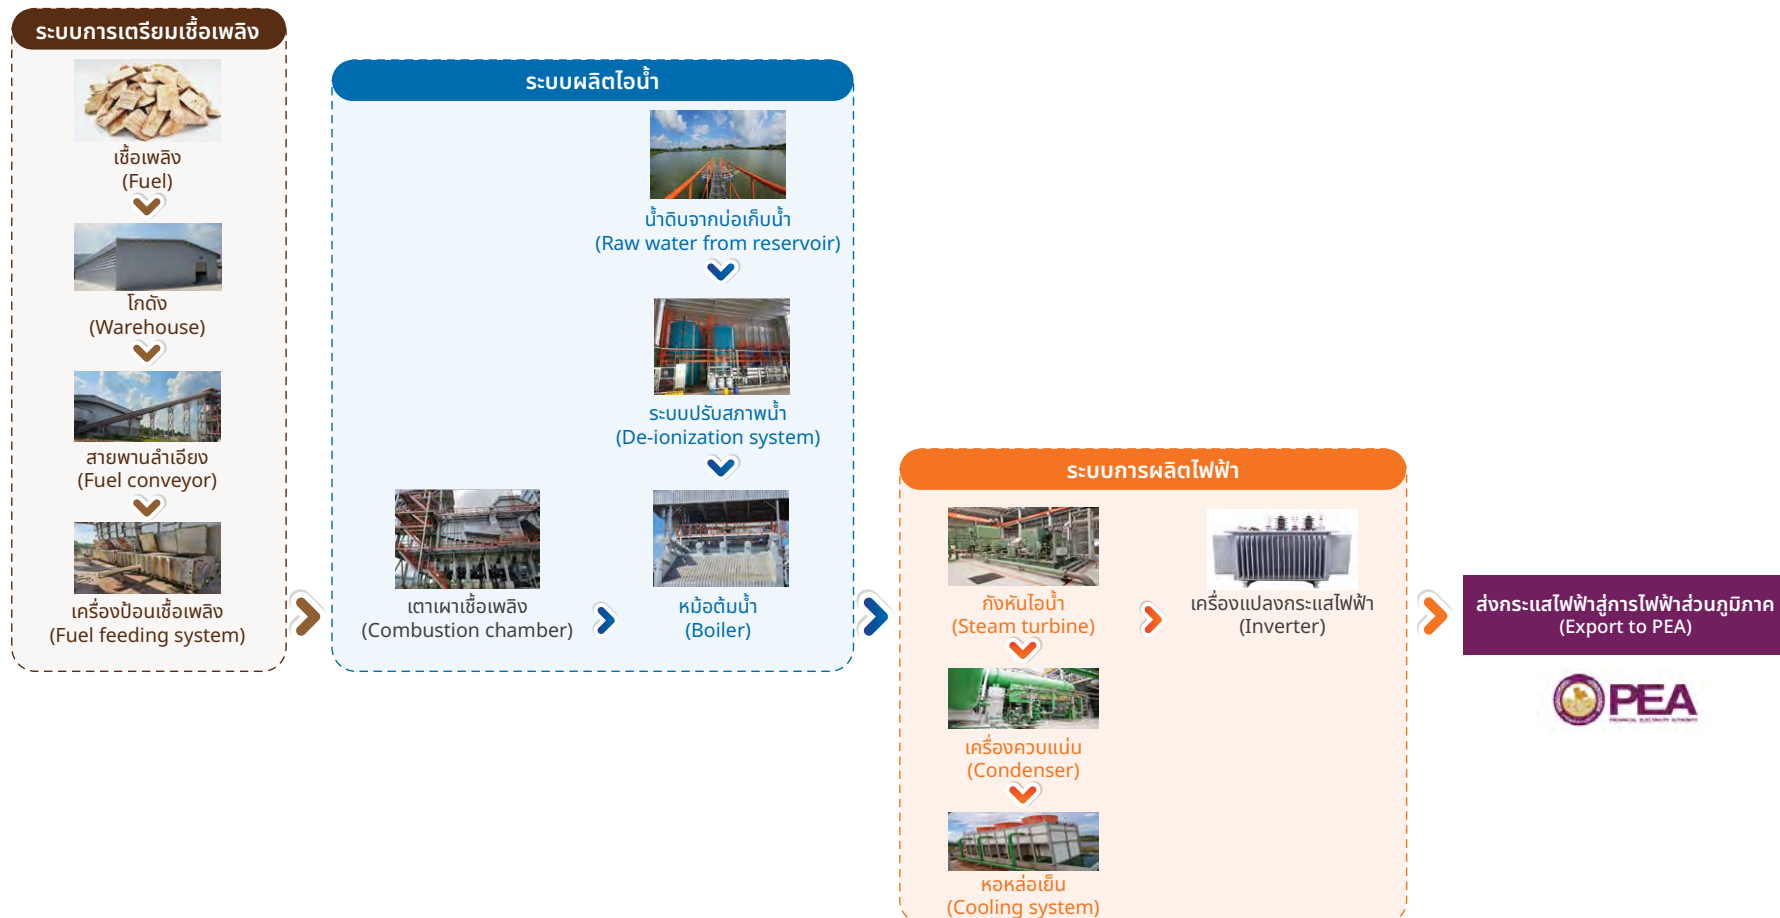 ระบบการเตรียมเชื้อเพลิง
เชื้อเพลิง
(Fuel)
โกดัง
(Warehouse)
สายพานลำเอียง
(Fuel conveyor)
เครื่องป้อนเชื้อเพลิง
(Fuel feeding system)
ระบบผลิตไอน้ำ
น้ำดิบจากบ่อเก็บน้ำ
(Raw water from reservoir)
ระบบปรับสภาพน้ำ
(De-ionization system)
เตาเผาเชื้อเพลิง
(Combustion chamber)
หม้อต้มน้ำ
(Boiler)
ระบบการผลิตไฟฟ้า
กังหันไอน้ำ
(Steam turbine)
เครื่องแปลงกระแสไฟฟ้า
(Inverter)
เครื่องควบแน่น
(Condenser)
หอหล่อเย็น
(Cooling system)
ส่งกระแสไฟฟ้าสู่การไฟฟ้าส่วนภูมิภาค
(Export to PEA)
PEA
PROVINCIAL ELECTRICITY AUTHORITY